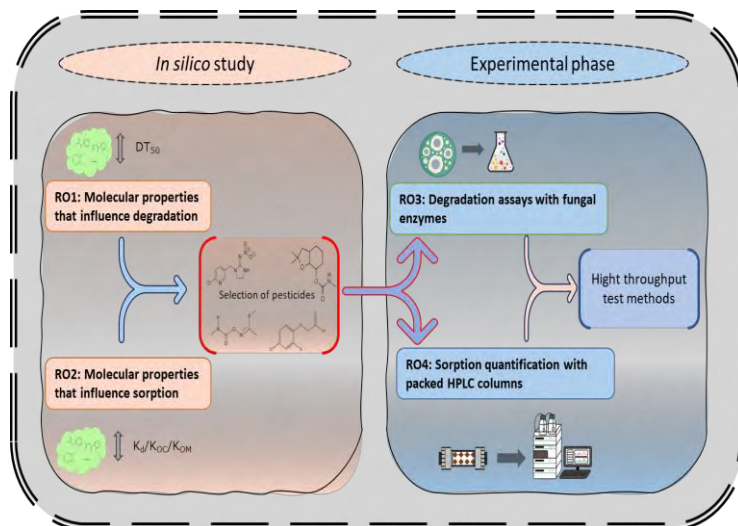 In silico study
Experimental phase
DT50
RO1: Molecular properties
that influence degradation
Selection of pesticides
RO2: Molecular properties
that influence sorption
Kd/KOC/KOM
RO3: Degradation assays with fungal
enzymes
Hight throughput
test methods
RO4: Sorption quantification with
packed HPLC columns